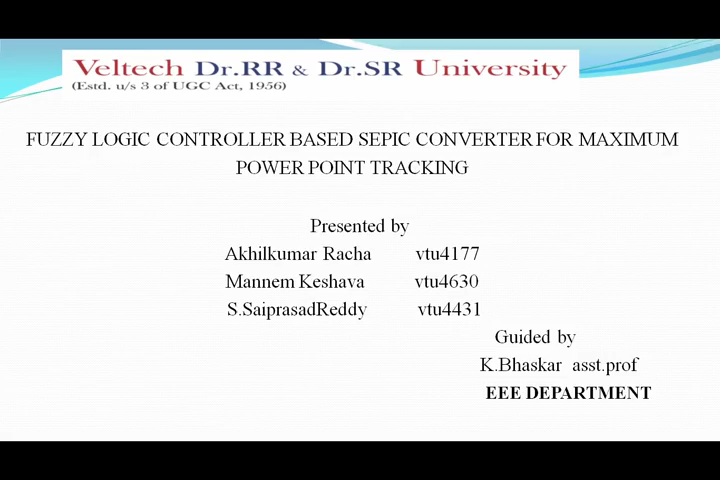 Veltech Dr.RR & Dr.SR University
(Estd. u/s 3 of UGC Act, 1956)
FUZZY LOGIC CONTROLLER BASED SEPIC CONVERTER FOR MAXIMUM
POWER POINT TRACKING
Presented by
Akhilkumar Racha vtu4177
Mannem Keshava vtu4630
S.SaiprasadReddy vtu4431
Guided by
K.Bhaskar asst.prof
EEE DEPARTMENT